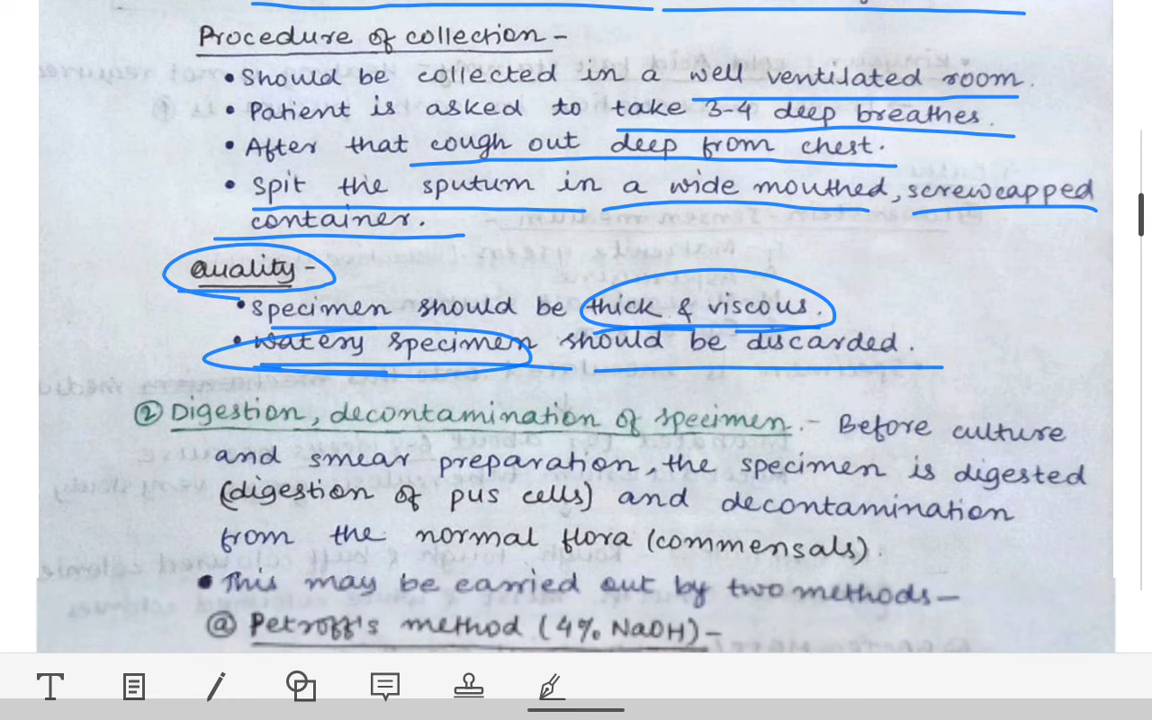 Procedure of collection -
• Should be collected in a well ventilated room.
• Patient is asked to take 3-4 deep breathes.
• After that cough out deep from chest.
• Spit the sputum in a wide mouthed, screwcapped
container.
Quality -
• Specimen should be thick & viscous.
• Watery specimen should be discarded.
② Digestion, decontamination of specimen. - Before culture
and smear preparation, the specimen is digested
(digestion of pus cells) and decontamination
from the normal flora (commensals).
• This may be carried out by two methods -
ⓐ Petroff's method (4% NaOH) -
T